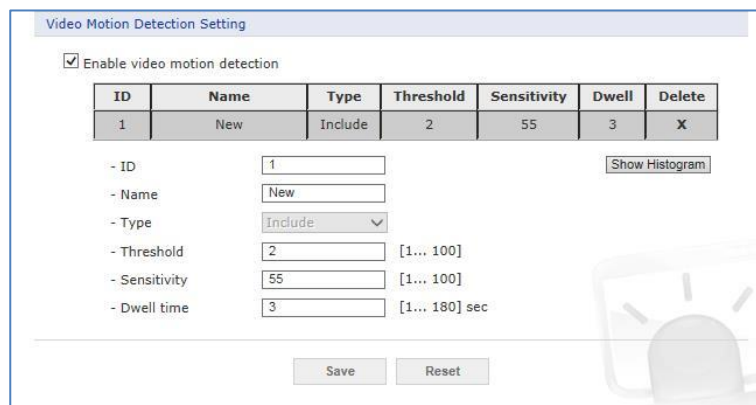 Video Motion Detection Setting
Enable video motion detection
ID Name Type Threshold Sensitivity Dwell Delete
1 New Include 2 55 3 X
- ID 1 Show Histogram
- Name New
- Type Include
- Threshold 2 [1... 100]
- Sensitivity 55 [1... 100]
- Dwell time 3 [1... 180] sec
Save Reset